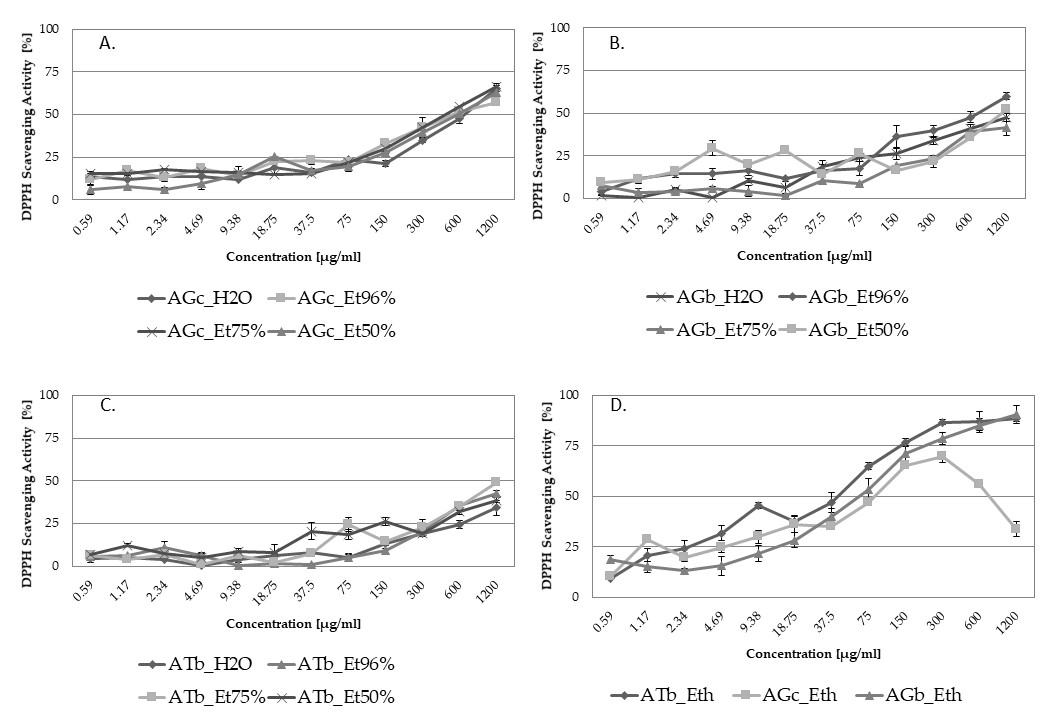 A.
DPPH Scavenging Activity [%]
100
75
50
25
0
0.59 1.17 2.34 4.69 9.38 18.75 37.5 75 150 300 600 1200
Concentration [μg/ml]
AGc_H2O AGc_Et96%
AGc_Et75% AGc_Et50%
B.
DPPH Scavenging Activity [%]
100
75
50
25
0
0.59 1.17 2.34 4.69 9.38 18.75 37.5 75 150 300 600 1200
Concentration [μg/ml]
AGb_H2O AGb_Et96%
AGb_Et75% AGb_Et50%
C.
DPPH Scavenging Activity [%]
100
75
50
25
0
0.59 1.17 2.34 4.69 9.38 18.75 37.5 75 150 300 600 1200
Concentration [μg/ml]
ATb_H2O ATb_Et96%
ATb_Et75% ATb_Et50%
D.
DPPH Scavenging Activity [%]
100
75
50
25
0
0.59 1.17 2.34 4.69 9.38 18.75 37.5 75 150 300 600 1200
Concentration [μg/ml]
ATb_Eth AGc_Eth AGb_Eth